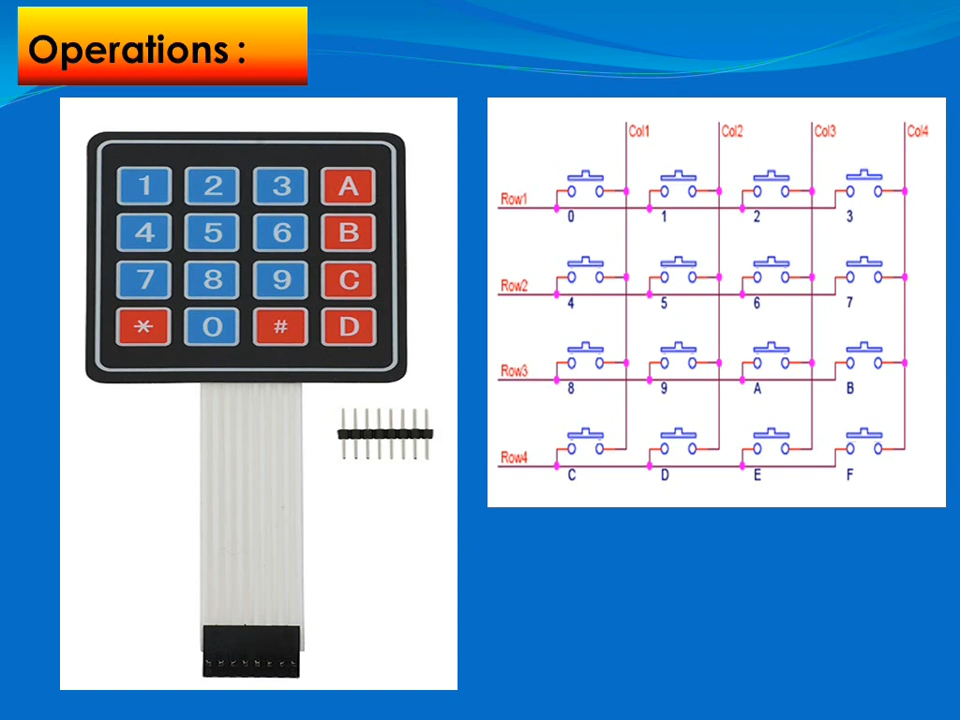 Operations :
1 2 3 A
4 5 6 B
7 8 9 C
* 0 # D
Col1 Col2 Col3 Col4
Row1
0 1 2 3
Row2
4 5 6 7
Row3
8 9 A B
Row4
C D E F